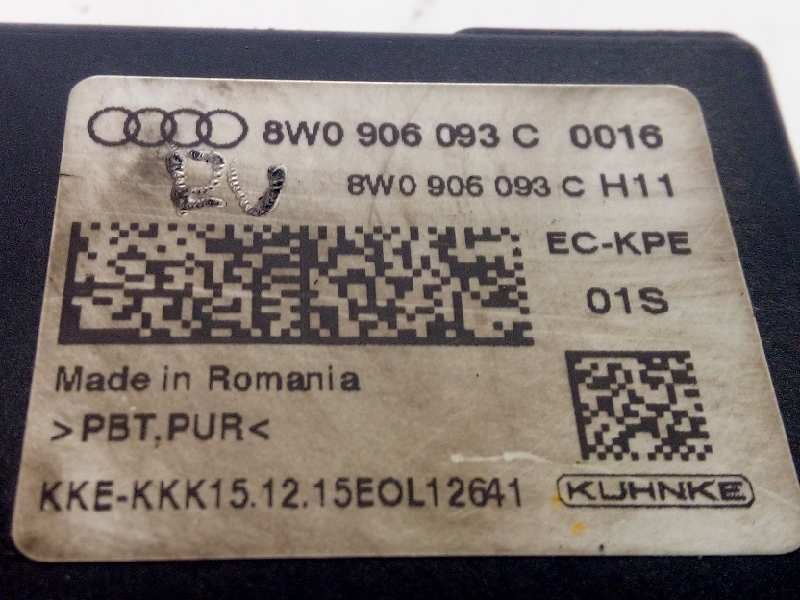 8W0 906 093 C 0016
8W0 906 093 C H11
EC-KPE
01S
Made in Romania
>PBT,PUR<
KKE-KKK15.12.15EOL12641
KUHNKE